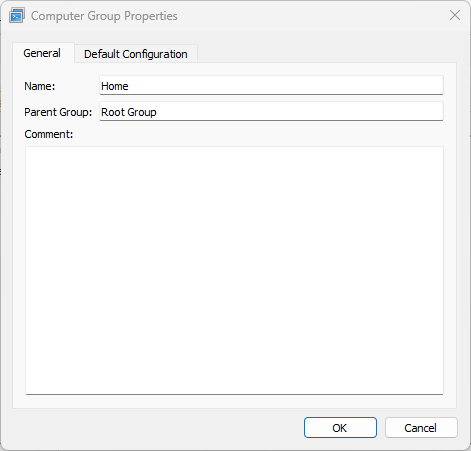 Computer Group Properties
General
Default Configuration
Name:
Home
Parent Group:
Root Group
Comment:
OK
Cancel